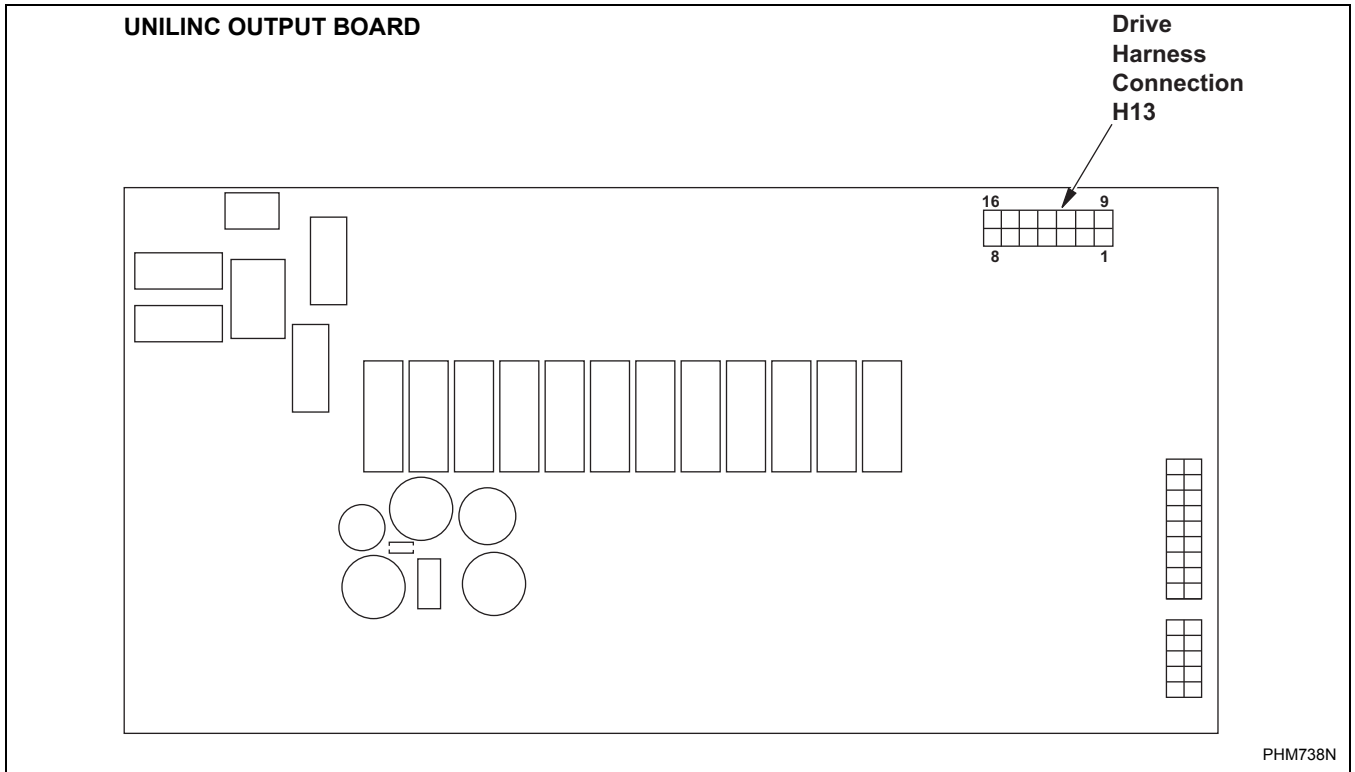 UNILINC OUTPUT BOARD
Drive
Harness
Connection
H13
16 9
8 1
PHM738N